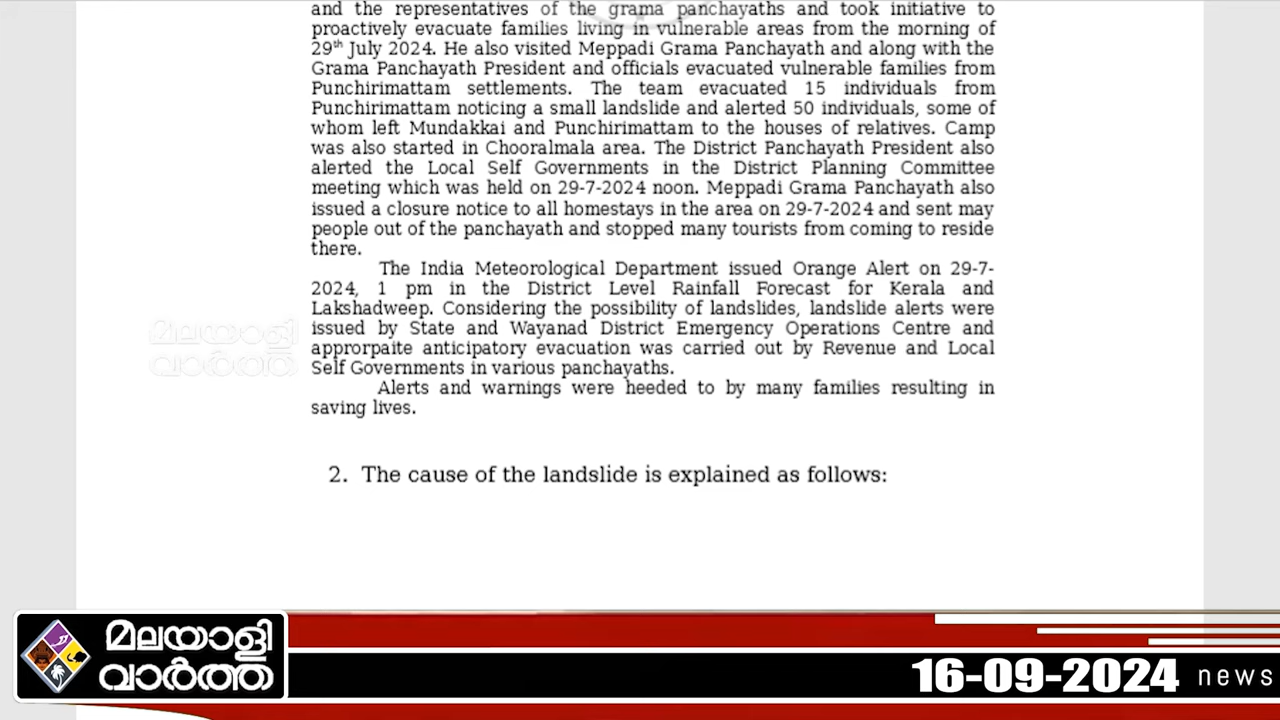 and the representatives of the grama panchayaths and took initiative to
proactively evacuate families living in vulnerable areas from the morning of
29th July 2024. He also visited Meppadi Grama Panchayath and along with the
Grama Panchayath President and officials evacuated vulnerable families from
Punchirimattam settlements. The team evacuated 15 individuals from
Punchirimattam noticing a small landslide and alerted 50 individuals, some of
whom left Mundakkai and Punchirimattam to the houses of relatives. Camp
was also started in Chooralmala area. The District Panchayath President also
alerted the Local Self Governments in the District Planning Committee
meeting which was held on 29-7-2024 noon. Meppadi Grama Panchayath also
issued a closure notice to all homestays in the area on 29-7-2024 and sent may
people out of the panchayath and stopped many tourists from coming to reside
there.
The India Meteorological Department issued Orange Alert on 29-7-
2024, 1 pm in the District Level Rainfall Forecast for Kerala and
Lakshadweep. Considering the possibility of landslides, landslide alerts were
issued by State and Wayanad District Emergency Operations Centre and
approrpaite anticipatory evacuation was carried out by Revenue and Local
Self Governments in various panchayaths.
Alerts and warnings were heeded to by many families resulting in
saving lives.
2. The cause of the landslide is explained as follows:
മലയാളി
വാർത്ത
മലയാളി
വാർത്ത
16-09-2024 news